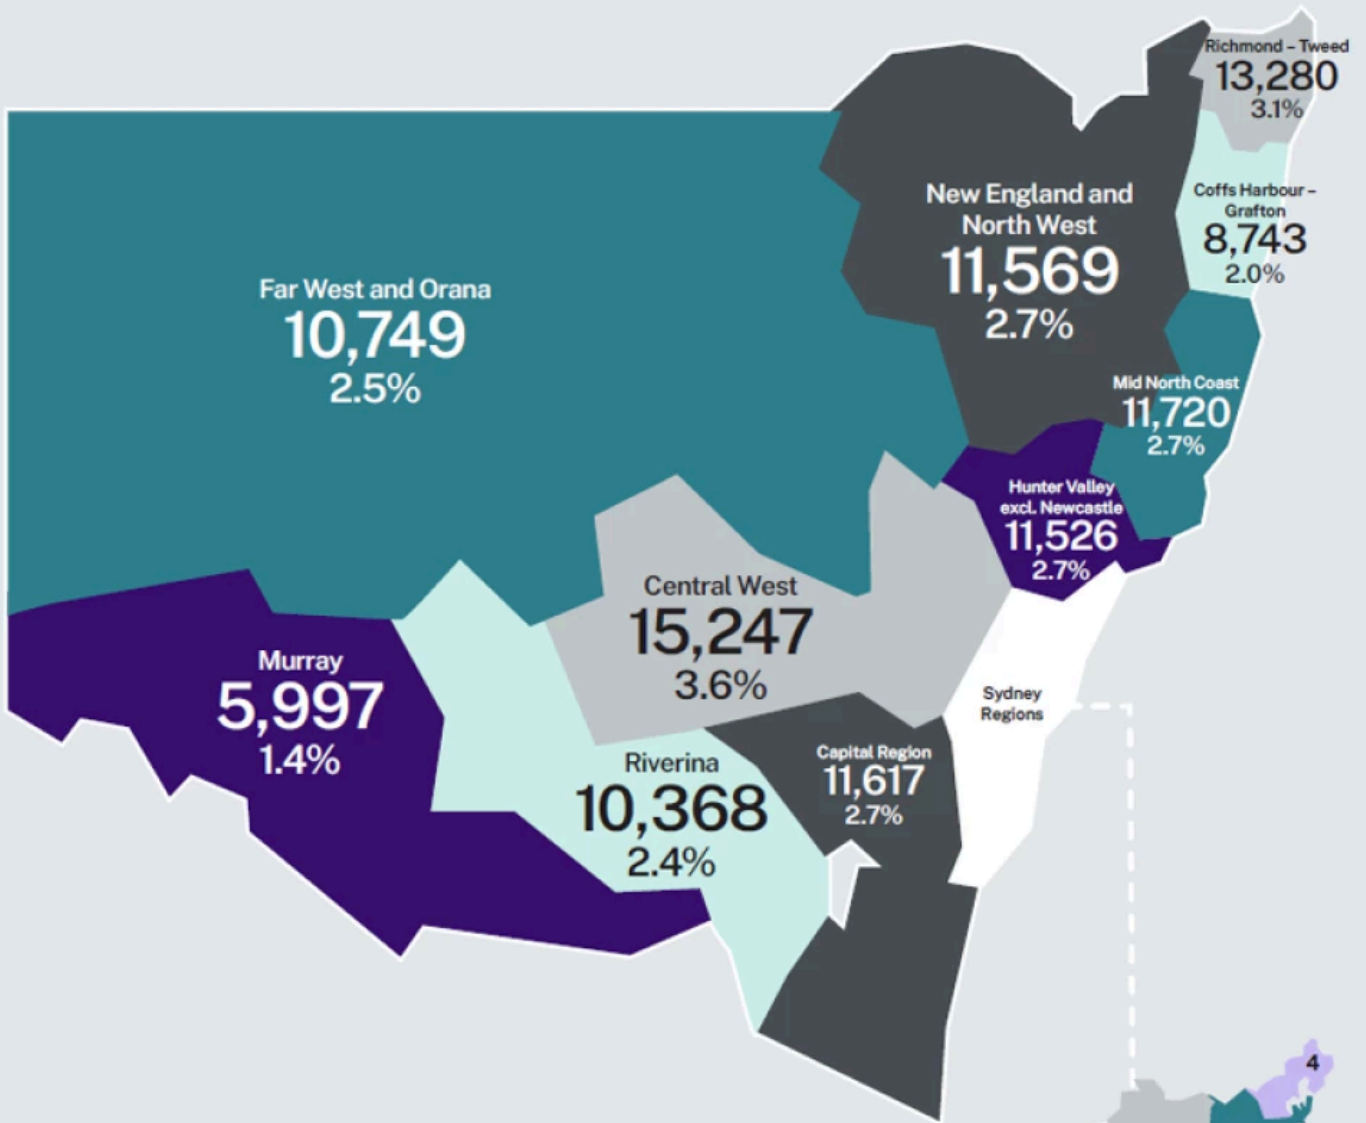 Richmond – Tweed
13,280
3.1%
New England and
North West
11,569
2.7%
Coffs Harbour –
Grafton
8,743
2.0%
Far West and Orana
10,749
2.5%
Mid North Coast
11,720
2.7%
Hunter Valley
excl. Newcastle
11,526
2.7%
Central West
15,247
3.6%
Murray
5,997
1.4%
Sydney
Regions
Riverina
10,368
2.4%
Capital Region
11,617
2.7%
4